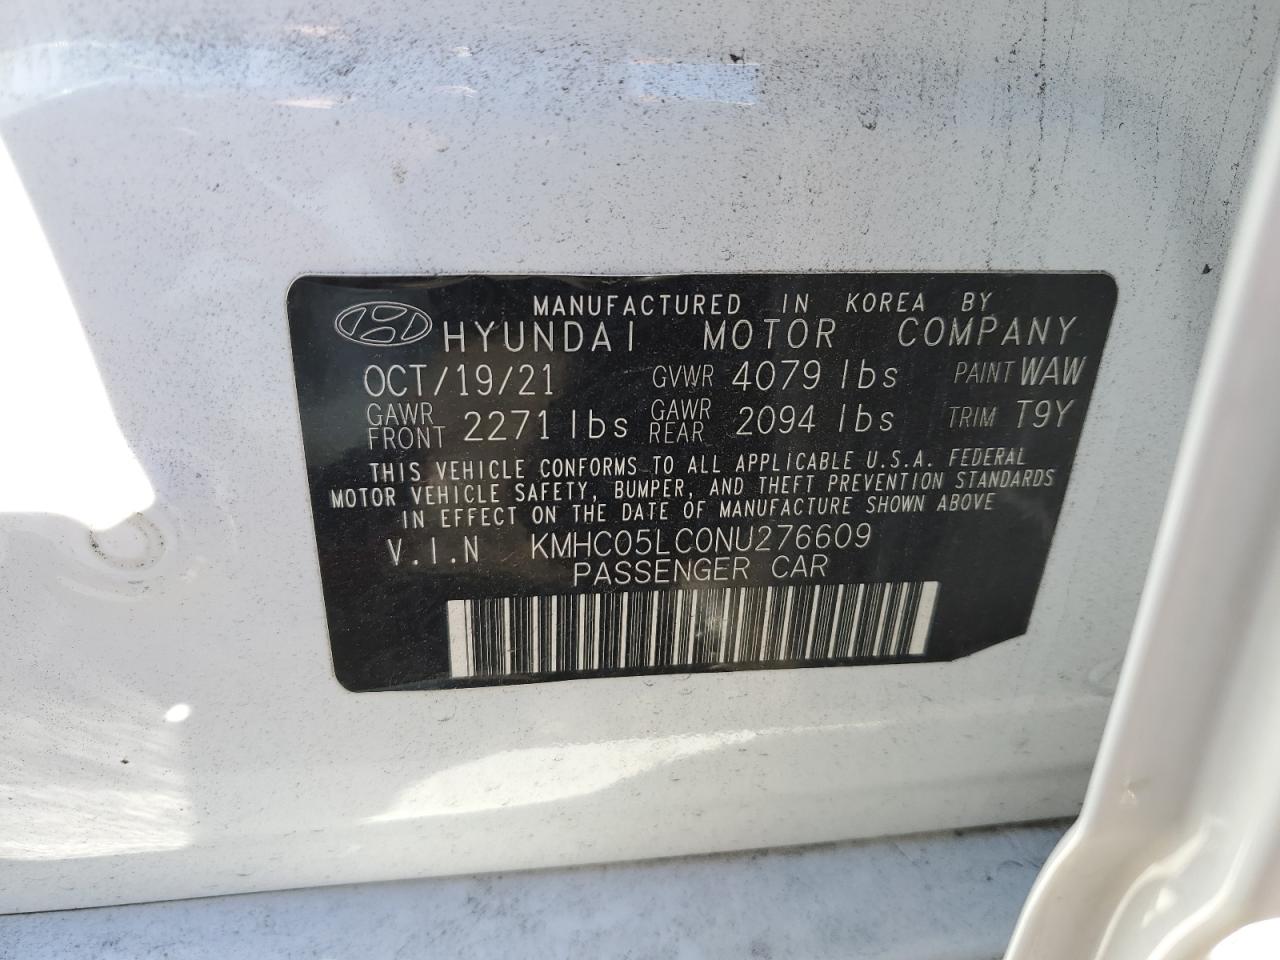 MANUFACTURED IN KOREA BY
HYUNDAI MOTOR COMPANY
OCT/19/21 GVWR 4079 lbs PAINT WAW
GAWR FRONT 2271 lbs GAWR REAR 2094 lbs TRIM T9Y
THIS VEHICLE CONFORMS TO ALL APPLICABLE U.S.A. FEDERAL
MOTOR VEHICLE SAFETY, BUMPER, AND THEFT PREVENTION STANDARDS
IN EFFECT ON THE DATE OF MANUFACTURE SHOWN ABOVE
V.I.N KMHC05LC0NU276609
PASSENGER CAR